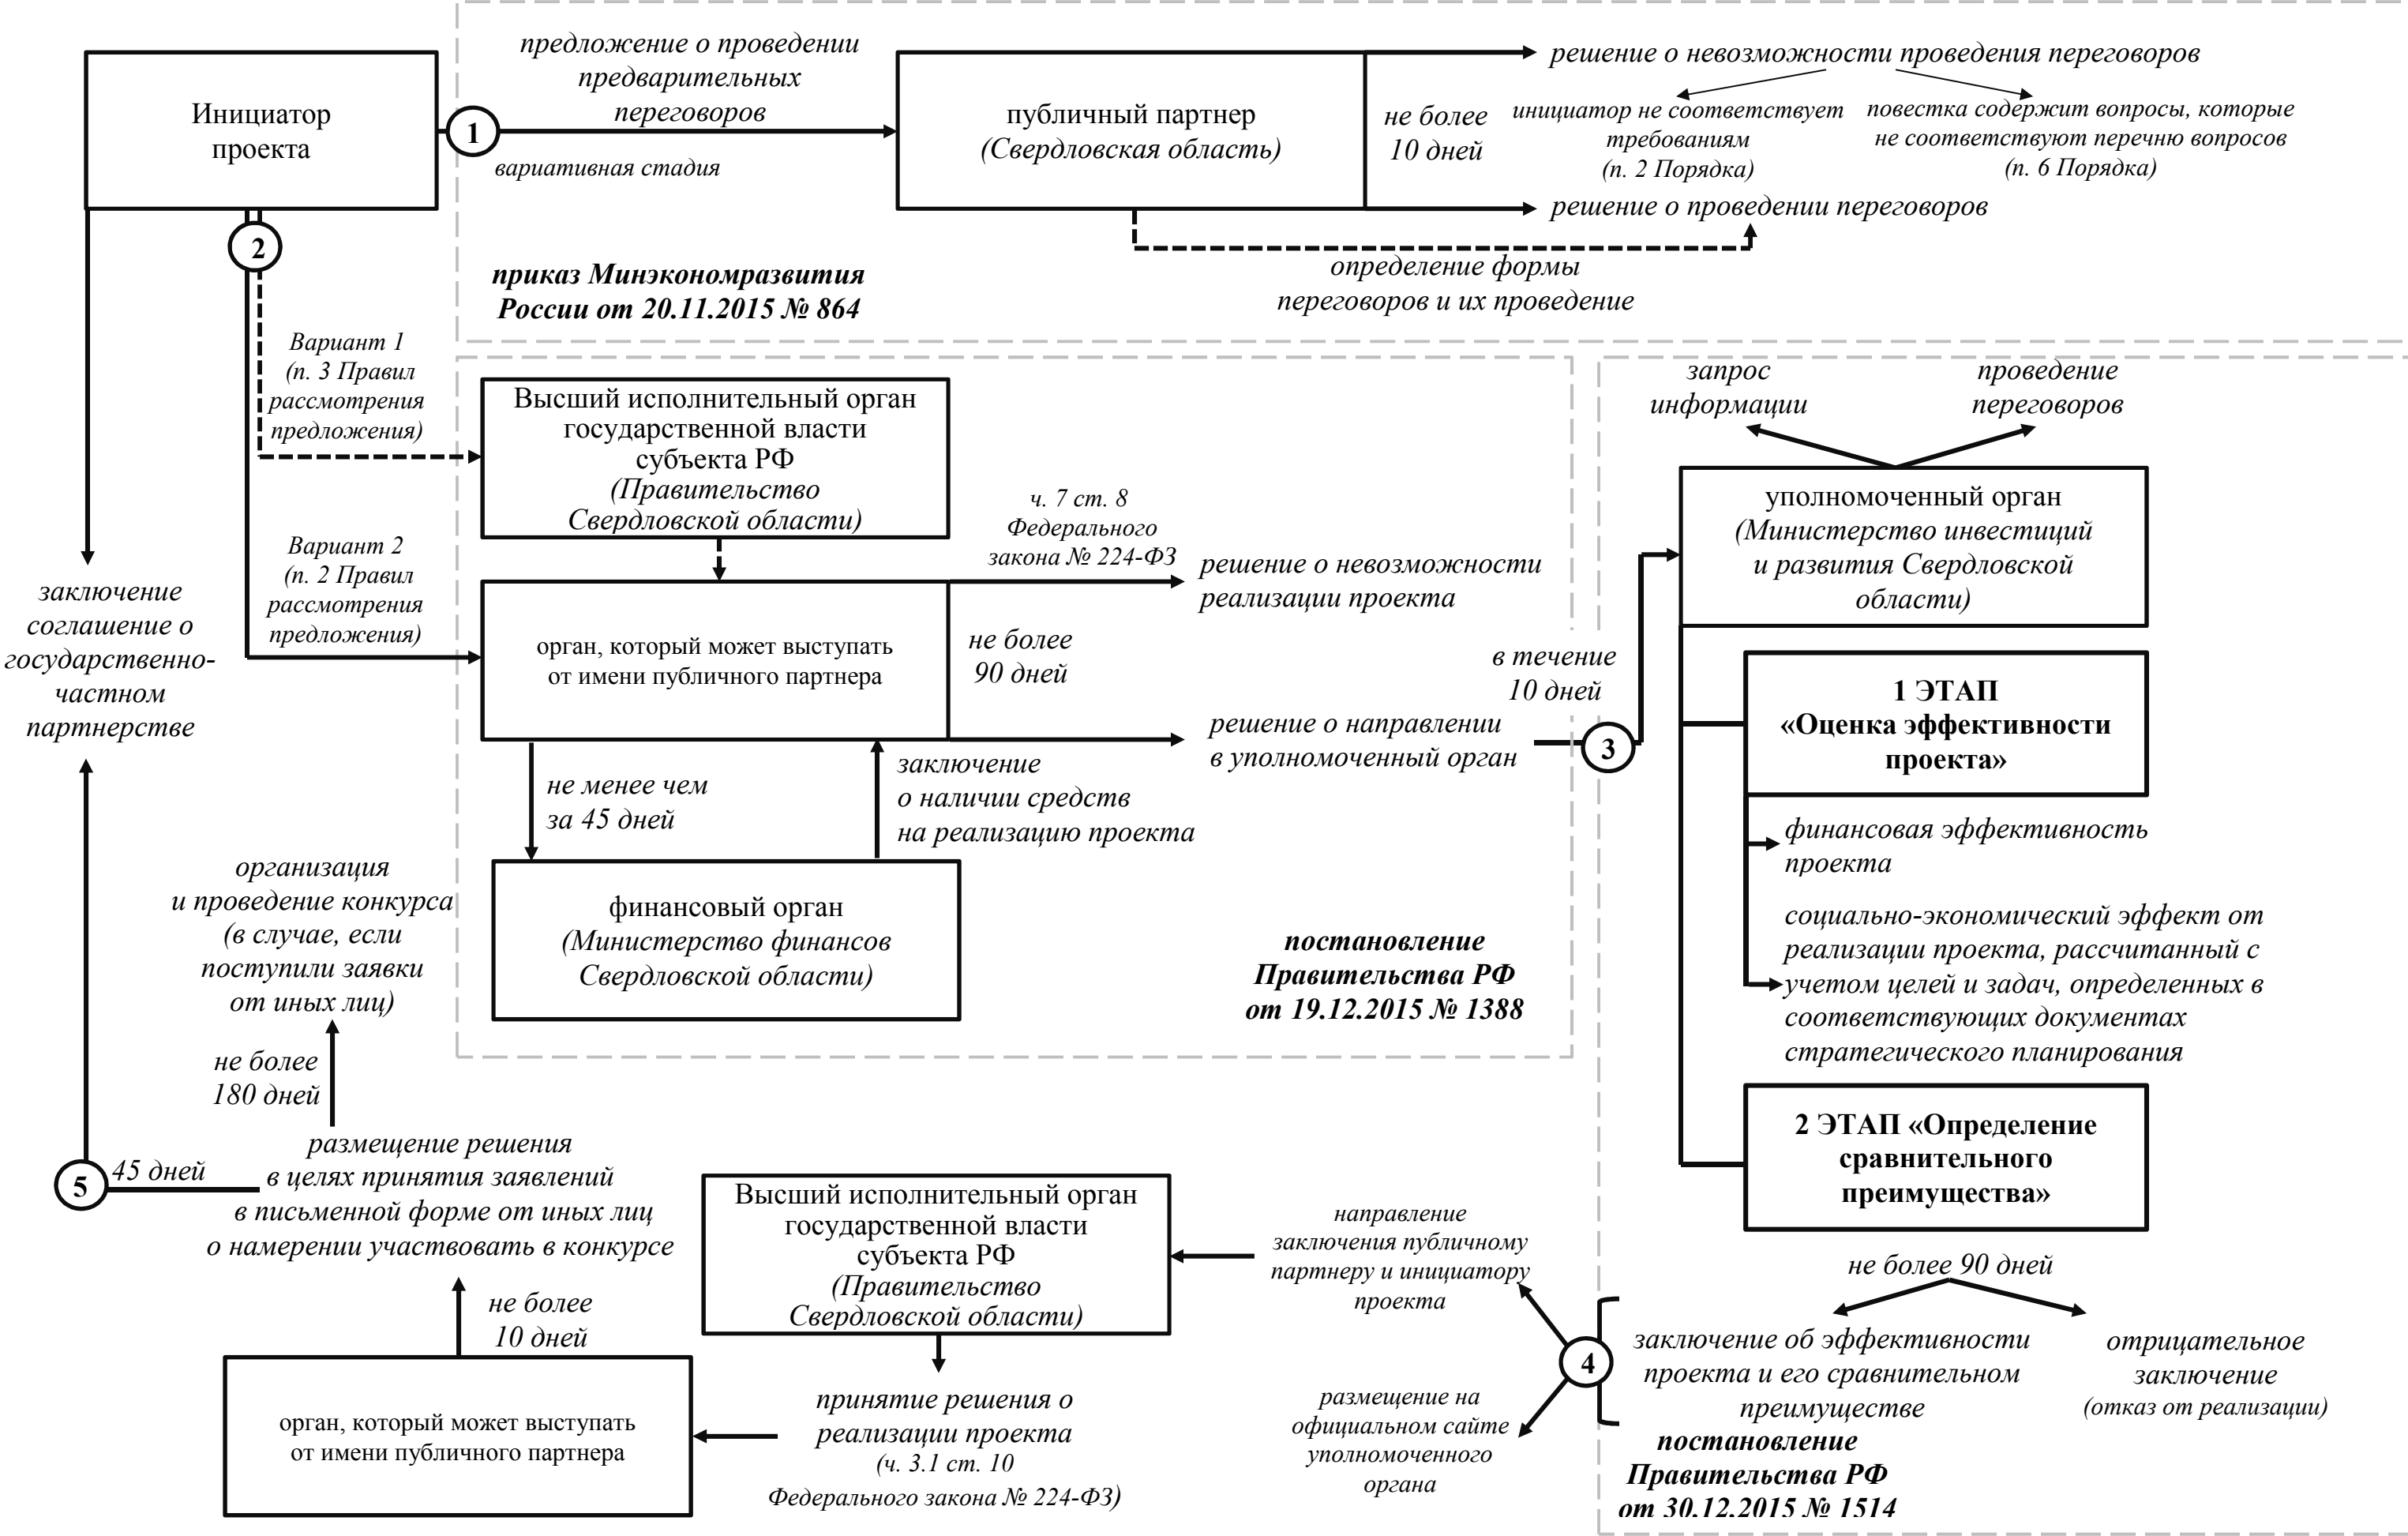 Инициатор
проекта
1
предложение о проведении
предварительных
переговоров
вариативная стадия
публичный партнер
(Свердловская область)
не более
10 дней
решение о невозможности проведения переговоров
инициатор не соответствует
требованиям
(п. 2 Порядка)
повестка содержит вопросы, которые
не соответствуют перечню вопросов
(п. 6 Порядка)
решение о проведении переговоров
определение формы
переговоров и их проведение
приказ Минэкономразвития
России от 20.11.2015 № 864
2
Вариант 1
(п. 3 Правил
рассмотрения
предложения)
Вариант 2
(п. 2 Правил
рассмотрения
предложения)
Высший исполнительный орган
государственной власти
субъекта РФ
(Правительство
Свердловской области)
орган, который может выступать
от имени публичного партнера
ч. 7 ст. 8
Федерального
закона № 224-ФЗ
решение о невозможности
реализации проекта
не более
90 дней
решение о направлении
в уполномоченный орган
не менее чем
за 45 дней
заключение
о наличии средств
на реализацию проекта
финансовый орган
(Министерство финансов
Свердловской области)
постановление
Правительства РФ
от 19.12.2015 № 1388
в течение
10 дней
3
запрос
информации
проведение
переговоров
уполномоченный орган
(Министерство инвестиций
и развития Свердловской
области)
1 ЭТАП
«Оценка эффективности
проекта»
финансовая эффективность
проекта
социально-экономический эффект от
реализации проекта, рассчитанный с
учетом целей и задач, определенных в
соответствующих документах
стратегического планирования
2 ЭТАП «Определение
сравнительного
преимущества»
не более 90 дней
заключение об эффективности
проекта и его сравнительном
преимуществе
отрицательное
заключение
(отказ от реализации)
постановление
Правительства РФ
от 30.12.2015 № 1514
4
направление
заключения публичному
партнеру и инициатору
проекта
размещение на
официальном сайте
уполномоченного
органа
Высший исполнительный орган
государственной власти
субъекта РФ
(Правительство
Свердловской области)
принятие решения о
реализации проекта
(ч. 3.1 ст. 10
Федерального закона № 224-ФЗ)
орган, который может выступать
от имени публичного партнера
не более
10 дней
размещение решения
в целях принятия заявлений
в письменной форме от иных лиц
о намерении участвовать в конкурсе
не более
180 дней
организация
и проведение конкурса
(в случае, если
поступили заявки
от иных лиц)
45 дней
5
заключение
соглашение о
государственно-
частном
партнерстве